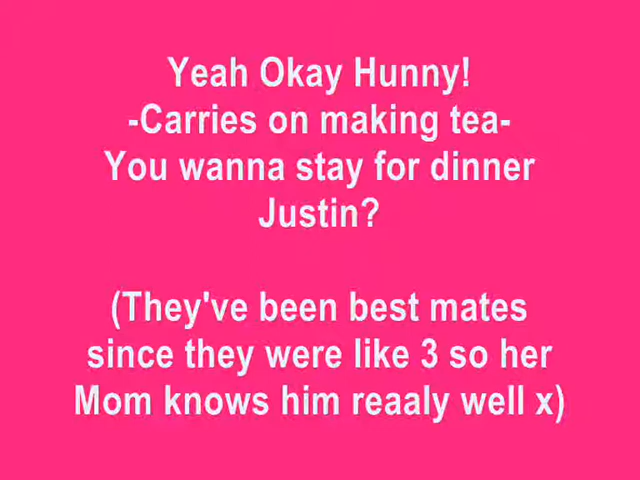 Yeah Okay Hunny!
-Carries on making tea-
You wanna stay for dinner
Justin?
(They've been best mates
since they were like 3 so her
Mom knows him reaaly well x)